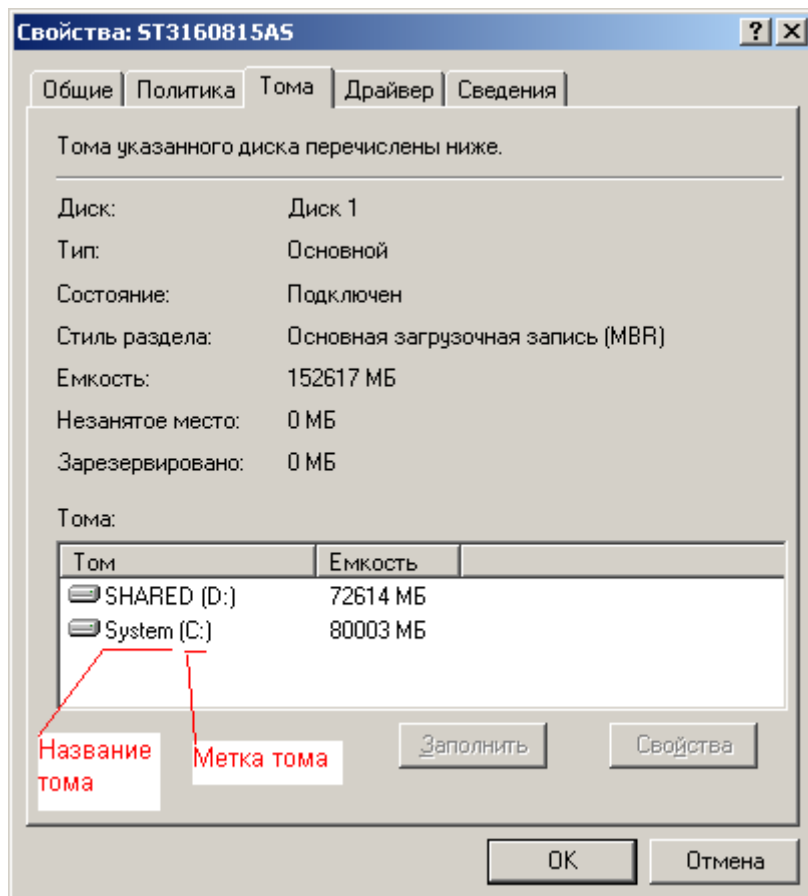 Свойства: ST3160815AS
Общие Политика Тома Драйвер Сведения
Тома указанного диска перечислены ниже.
Диск: Диск 1
Тип: Основной
Состояние: Подключен
Стиль раздела: Основная загрузочная запись (MBR)
Емкость: 152617 МБ
Незанятое место: 0 МБ
Зарезервировано: 0 МБ
Тома:
Том Емкость
SHARED (D:) 72614 МБ
System (C:) 80003 МБ
Название
тома
Метка тома
Заполнить Свойства
OK Отмена